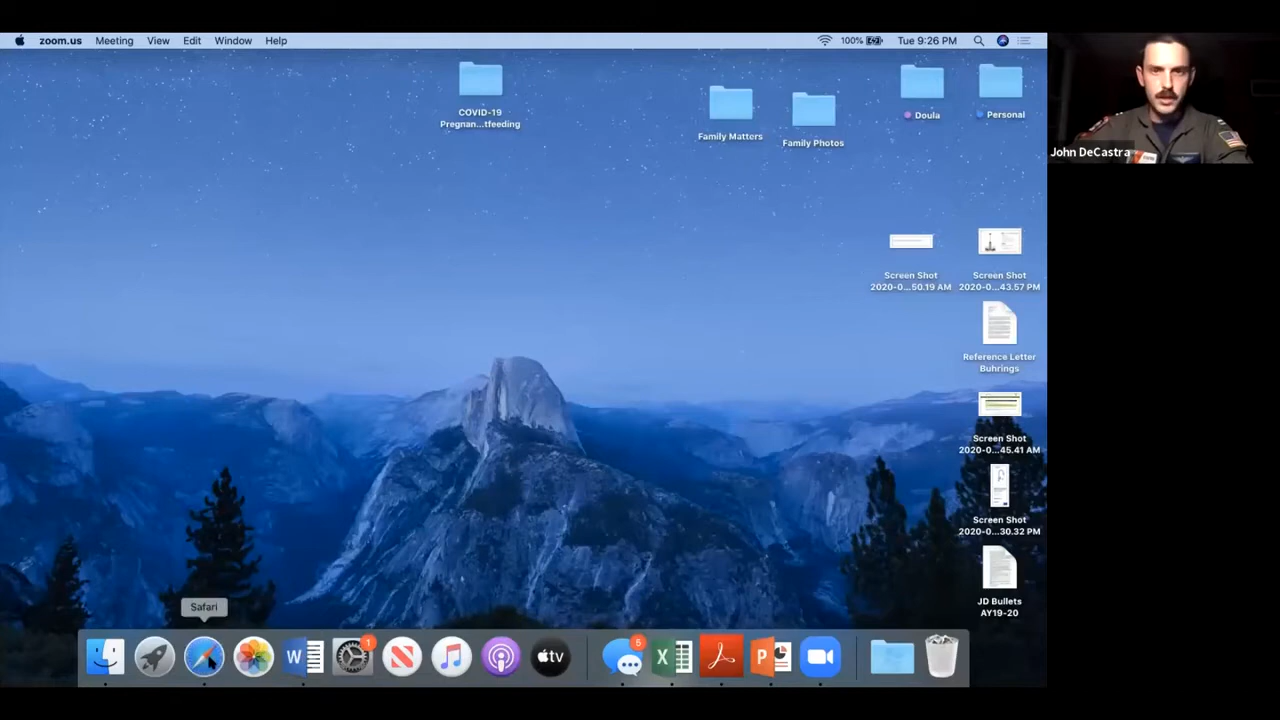 zoom.us Meeting View Edit Window Help
100% Tue 9:26 PM
COVID-19
Pregnan...tfeeding
Family Matters
Family Photos
Doula
Personal
John DeCastra
Screen Shot
2020-0...50.19 AM
Screen Shot
2020-0...43.57 PM
Reference Letter
Buhrings
Screen Shot
2020-0...45.41 AM
Screen Shot
2020-0...30.32 PM
JD Bullets
AY19-20
Safari
W
1
5
X
P
tv